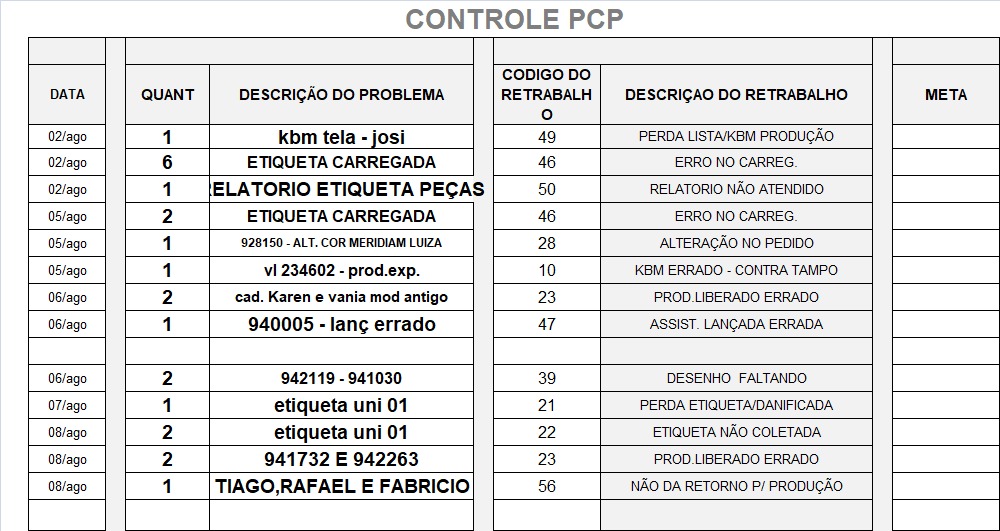 CONTROLE PCP
DATA QUANT DESCRIÇÃO DO PROBLEMA CODIGO DO RETRABALH O DESCRIÇAO DO RETRABALHO META
02/ago 1 kbm tela - josi 49 PERDA LISTA/KBM PRODUÇÃO
02/ago 6 ETIQUETA CARREGADA 46 ERRO NO CARREG.
02/ago 1 RELATORIO ETIQUETA PEÇAS 50 RELATORIO NÃO ATENDIDO
05/ago 2 ETIQUETA CARREGADA 46 ERRO NO CARREG.
05/ago 1 928150 - ALT. COR MERIDIAM LUIZA 28 ALTERAÇÃO NO PEDIDO
05/ago 1 vl 234602 - prod.exp. 10 KBM ERRADO - CONTRA TAMPO
06/ago 2 cad. Karen e vania mod antigo 23 PROD.LIBERADO ERRADO
06/ago 1 940005 - lanç errado 47 ASSIST. LANÇADA ERRADA
06/ago 2 942119 - 941030 39 DESENHO FALTANDO
07/ago 1 etiqueta uni 01 21 PERDA ETIQUETA/DANIFICADA
08/ago 2 etiqueta uni 01 22 ETIQUETA NÃO COLETADA
08/ago 2 941732 E 942263 23 PROD.LIBERADO ERRADO
08/ago 1 TIAGO,RAFAEL E FABRICIO 56 NÃO DA RETORNO P/ PRODUÇÃO